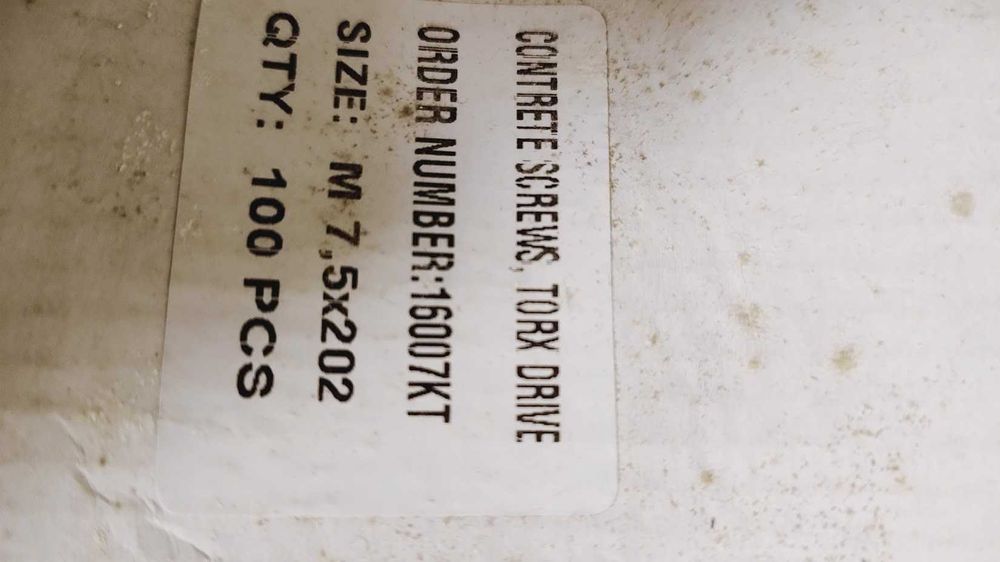 CONTRETE SCREWS, TORX DRIVE
ORDER NUMBER:16007KT
SIZE: M 7,5x202
QTY: 100 PCS